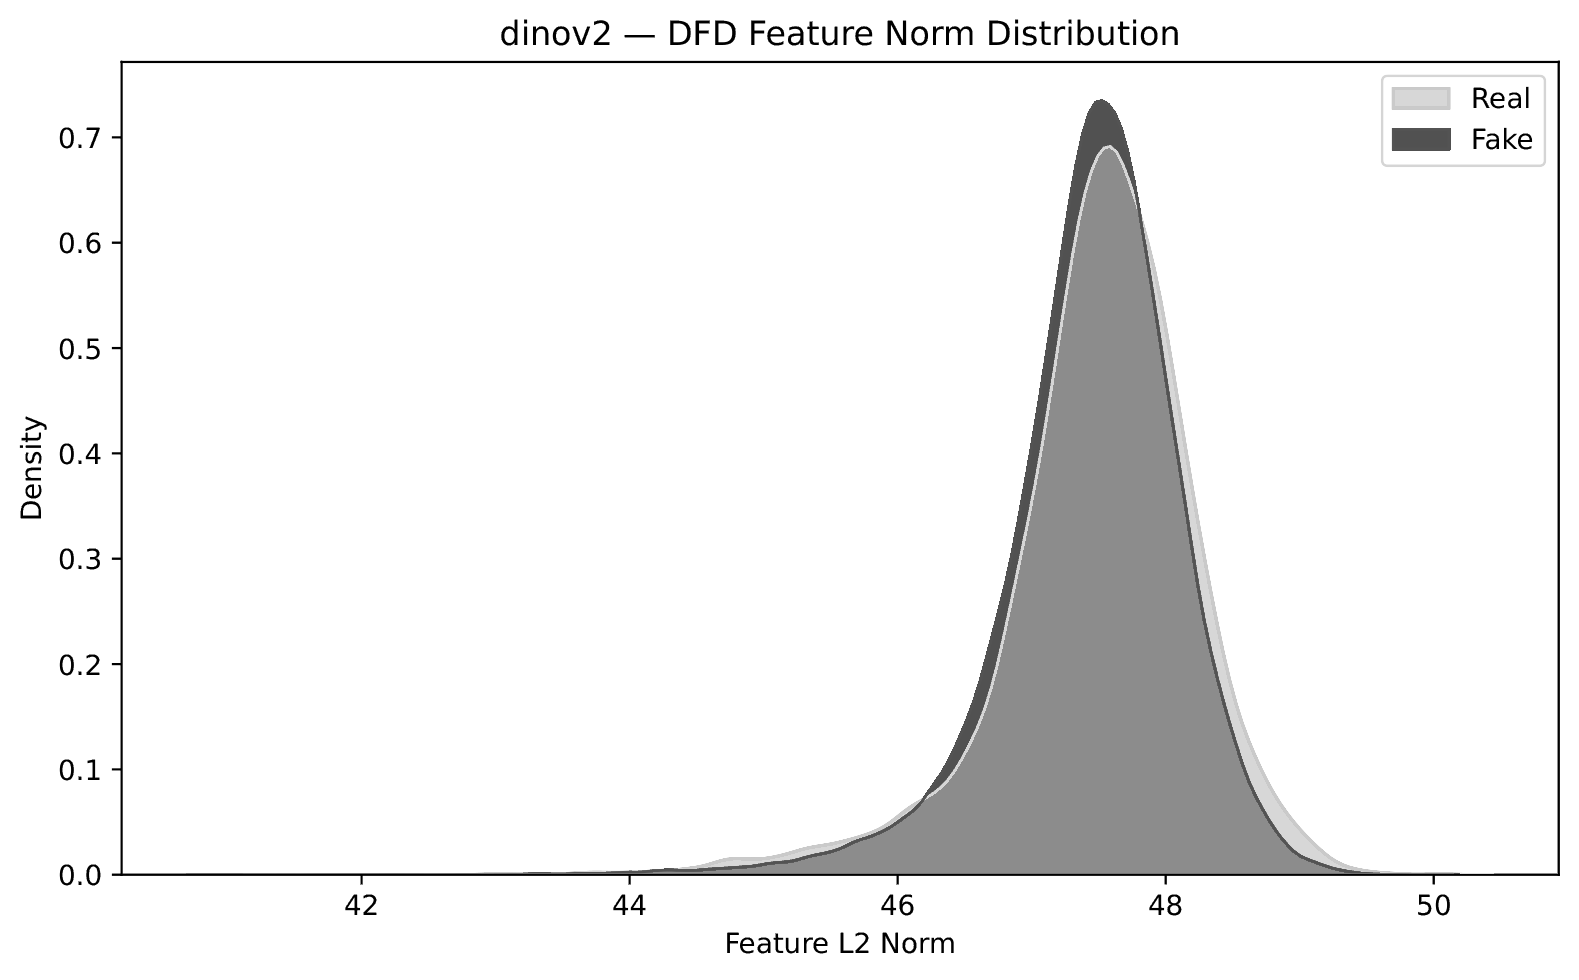 dinov2 — DFD Feature Norm Distribution
Real
Fake
Density
0.7
0.6
0.5
0.4
0.3
0.2
0.1
0.0
42 44 46 48 50
Feature L2 Norm